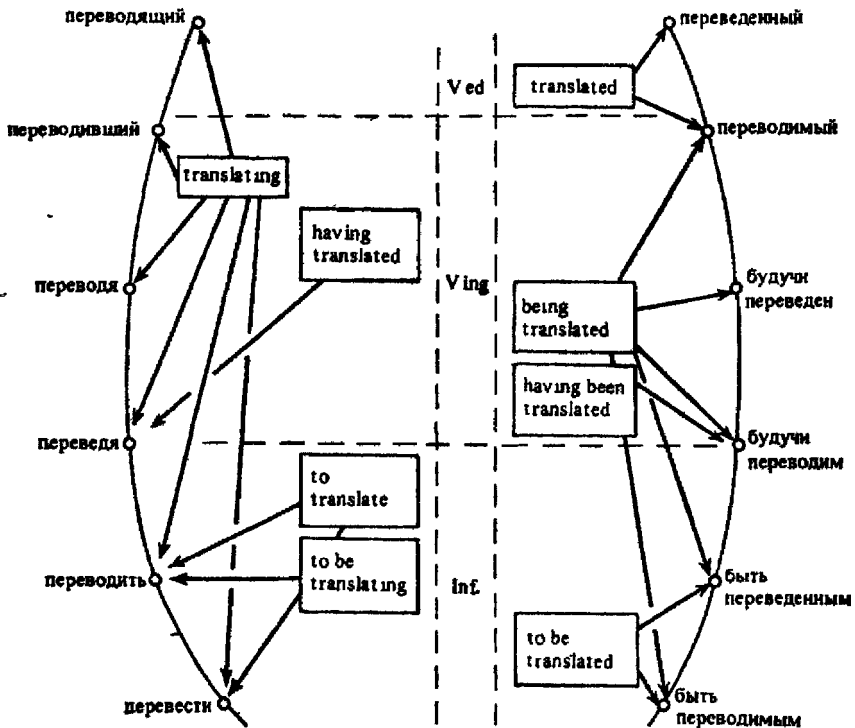 переводящий
переведенный
V ed
translated
переводивший
переводимый
translating
having
translated
переводя
V ing
being
translated
будучи
переведен
having been
translated
переведя
будучи
переводим
to
translate
to be
translating
переводить
Inf.
быть
переведенным
to be
translated
перевести
быть
переводимым